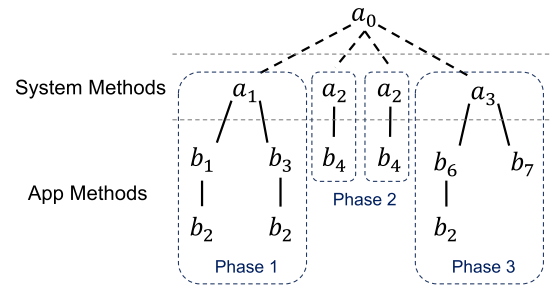 a₀
System Methods a₁ a₂ a₂ a₃
b₁ b₃ b₄ b₄ b₆ b₇
App Methods Phase 2
b₂ b₂ b₂
Phase 1 Phase 3